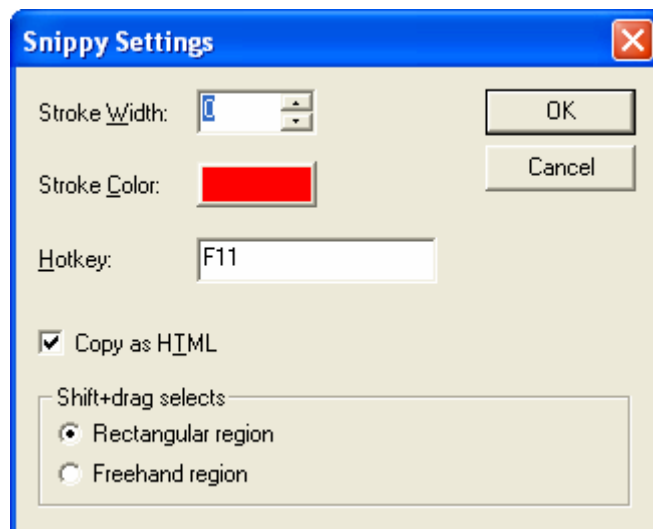 Snippy Settings
Stroke Width: 0
OK
Stroke Color:
Cancel
Hotkey: F11
Copy as HTML
Shift+drag selects
Rectangular region
Freehand region